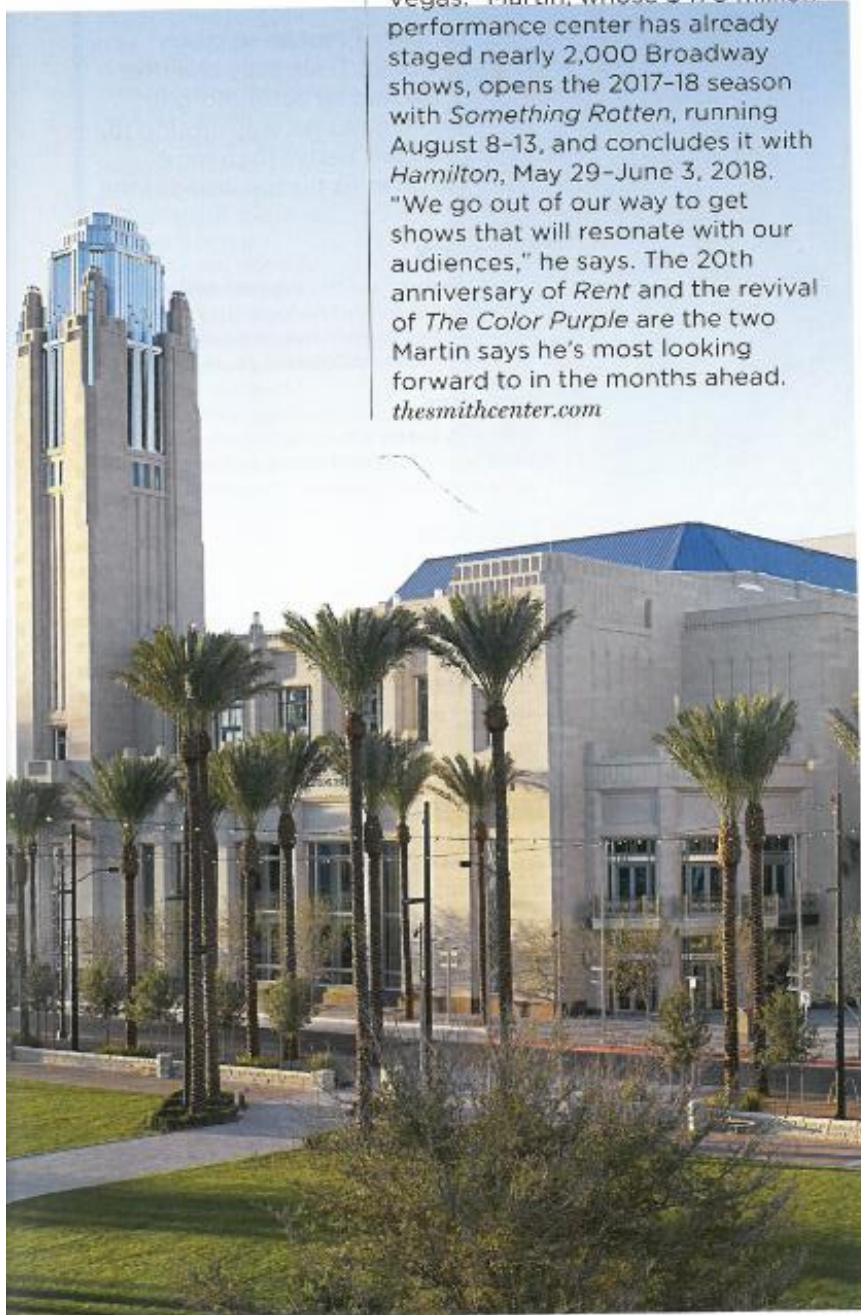 Vegas." Martin, whose
performance center has already
staged nearly 2,000 Broadway
shows, opens the 2017–18 season
with Something Rotten, running
August 8–13, and concludes it with
Hamilton, May 29–June 3, 2018.
"We go out of our way to get
shows that will resonate with our
audiences," he says. The 20th
anniversary of Rent and the revival
of The Color Purple are the two
Martin says he's most looking
forward to in the months ahead.
thesmithcenter.com